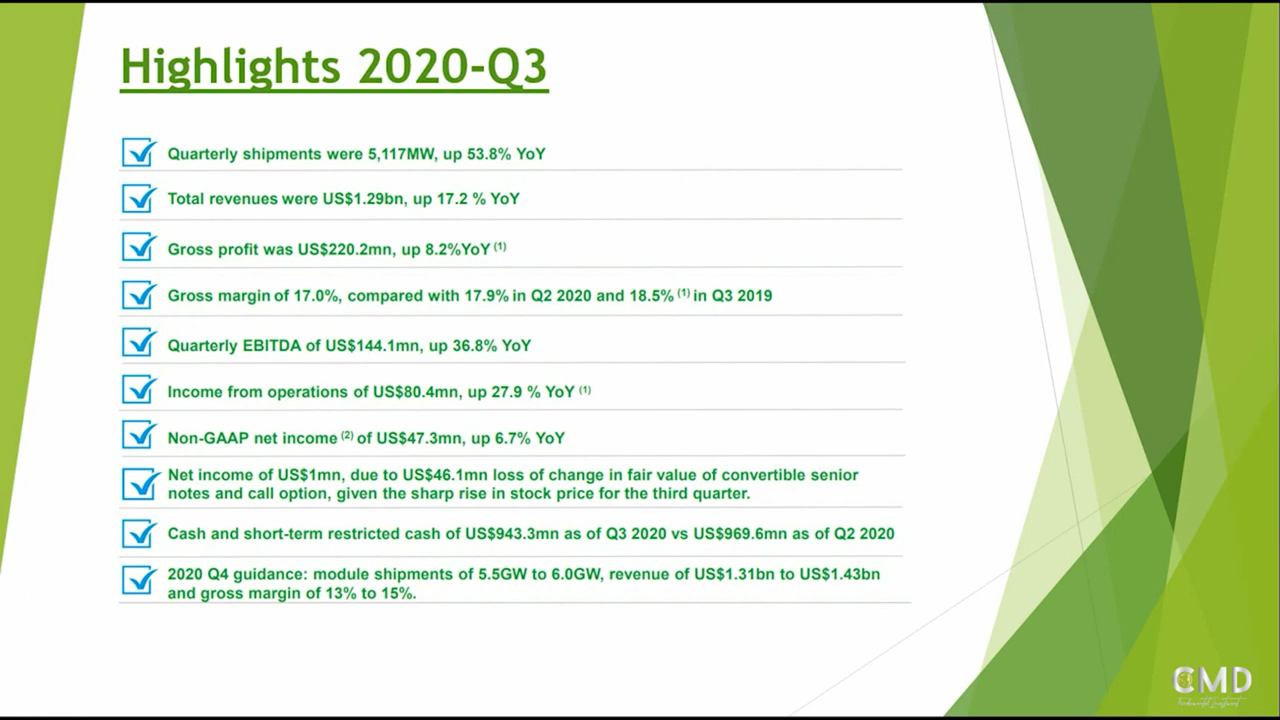 Highlights 2020-Q3
Quarterly shipments were 5,117MW, up 53.8% YoY
Total revenues were US$1.29bn, up 17.2 % YoY
Gross profit was US$220.2mn, up 8.2%YoY (1)
Gross margin of 17.0%, compared with 17.9% in Q2 2020 and 18.5% (1) in Q3 2019
Quarterly EBITDA of US$144.1mn, up 36.8% YoY
Income from operations of US$80.4mn, up 27.9 % YoY (1)
Non-GAAP net income (2) of US$47.3mn, up 6.7% YoY
Net income of US$1mn, due to US$46.1mn loss of change in fair value of convertible senior
notes and call option, given the sharp rise in stock price for the third quarter.
Cash and short-term restricted cash of US$943.3mn as of Q3 2020 vs US$969.6mn as of Q2 2020
2020 Q4 guidance: module shipments of 5.5GW to 6.0GW, revenue of US$1.31bn to US$1.43bn
and gross margin of 13% to 15%.
CMD
Fundamental Investment